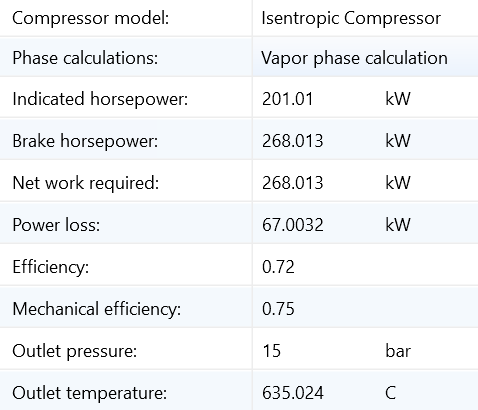 Compressor model: Isentropic Compressor
Phase calculations: Vapor phase calculation
Indicated horsepower: 201.01 kW
Brake horsepower: 268.013 kW
Net work required: 268.013 kW
Power loss: 67.0032 kW
Efficiency: 0.72
Mechanical efficiency: 0.75
Outlet pressure: 15 bar
Outlet temperature: 635.024 C